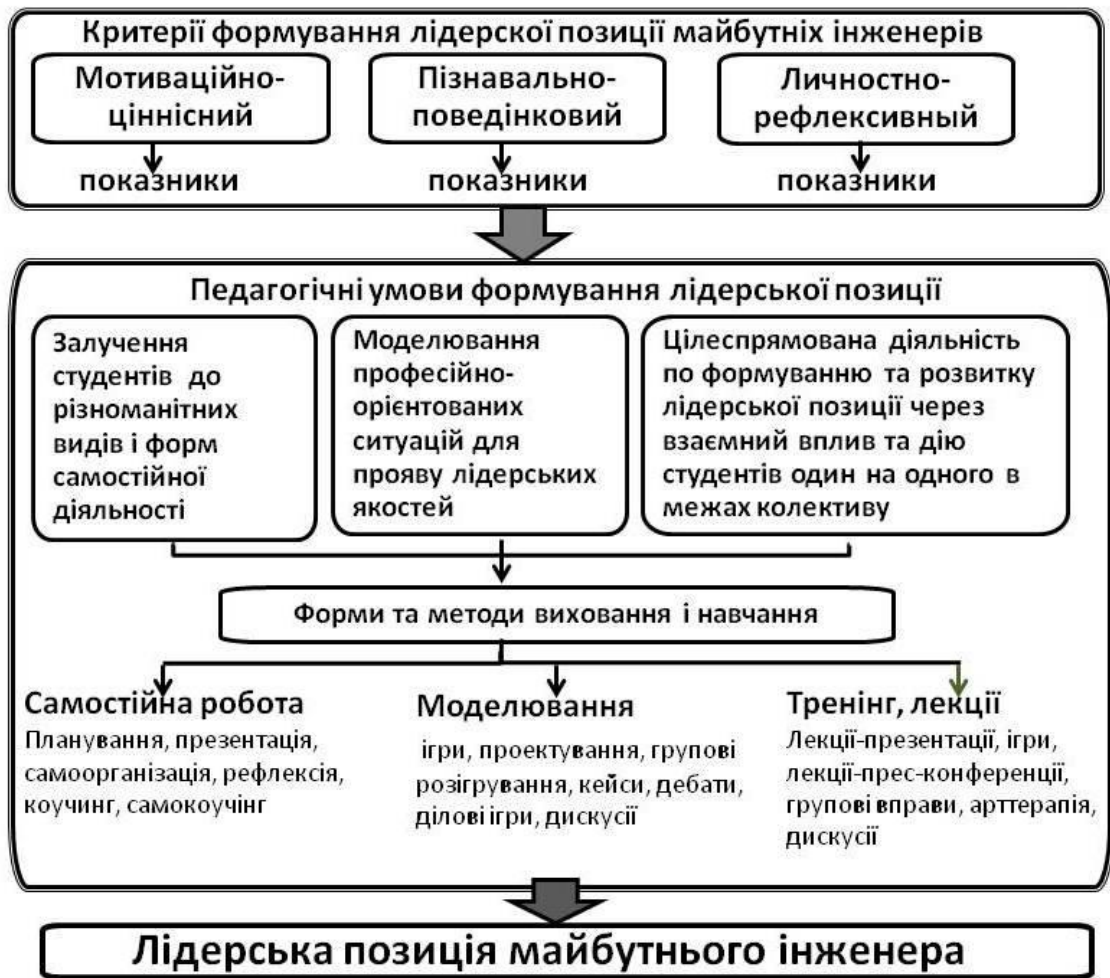 Критерії формування лідерскої позиції майбутніх інженерів
Мотиваційно-
ціннісний
Пізнавально-
поведінковий
Личностно-
рефлексивный
показники
показники
показники
Педагогічні умови формування лідерської позиції
Залучення
студентів до
різноманітних
видів і форм
самостійної
діяльності
Моделювання
професійно-
орієнтованих
ситуацій для
прояву лідерських
якостей
Цілеспрямована діяльність
по формуванню та розвитку
лідерської позиції через
взаємний вплив та дію
студентів один на одного в
межах колективу
Форми та методи виховання і навчання
Самостійна робота
Планування, презентація,
самоорганізація, рефлексія,
коучинг, самокоучінг
Моделювання
ігри, проектування, групові
розігрування, кейси, дебати,
ділові ігри, дискусії
Тренінг, лекції
Лекції-презентації, ігри,
лекції-прес-конференції,
групові вправи, арттерапія,
дискусії
Лідерська позиція майбутнього інженера